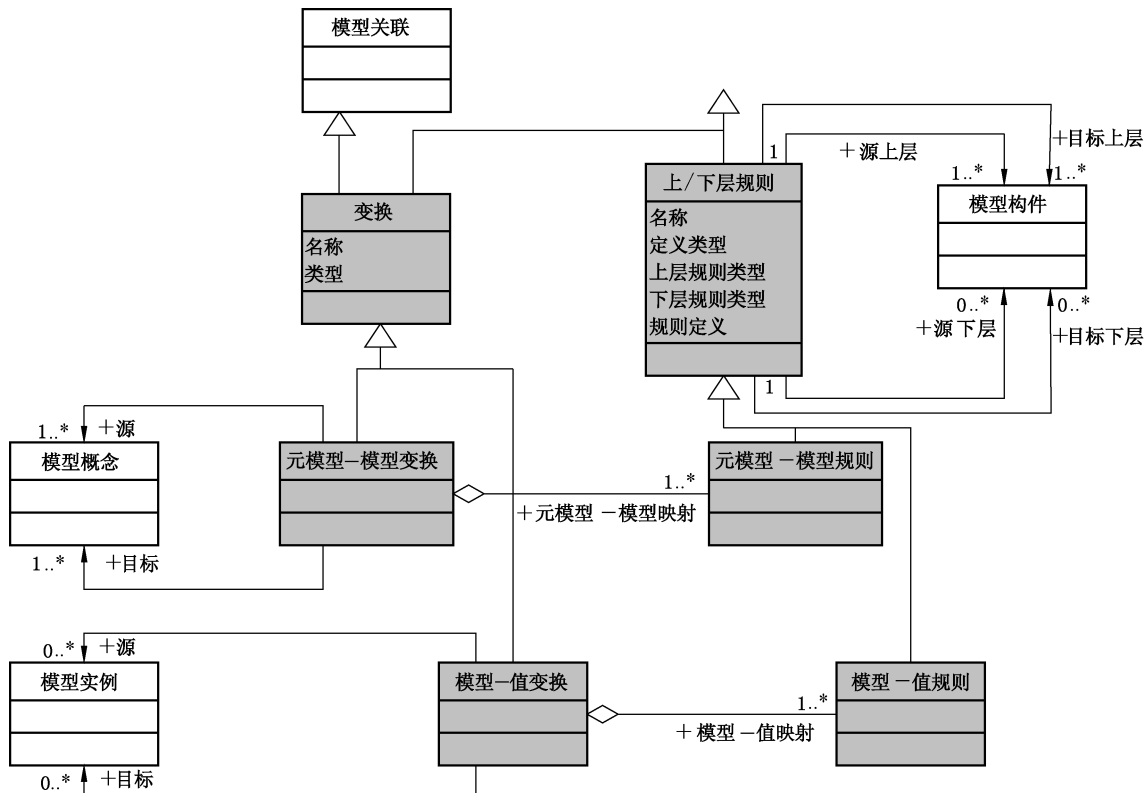 模型关联
+目标上层
1
+源上层
1..*
1..*
上/下层规则
模型构件
变换
名称
名称
定义类型
类型
上层规则类型
下层规则类型
0..*
0..*
规则定义
+源下层
+目标下层
1
1..*
+源
模型概念
元模型-模型变换
元模型-模型规则
1..*
+元模型-模型映射
1..*
+目标
0..*
+源
模型实例
模型-值变换
模型-值规则
1..*
+模型-值映射
0..*
+目标